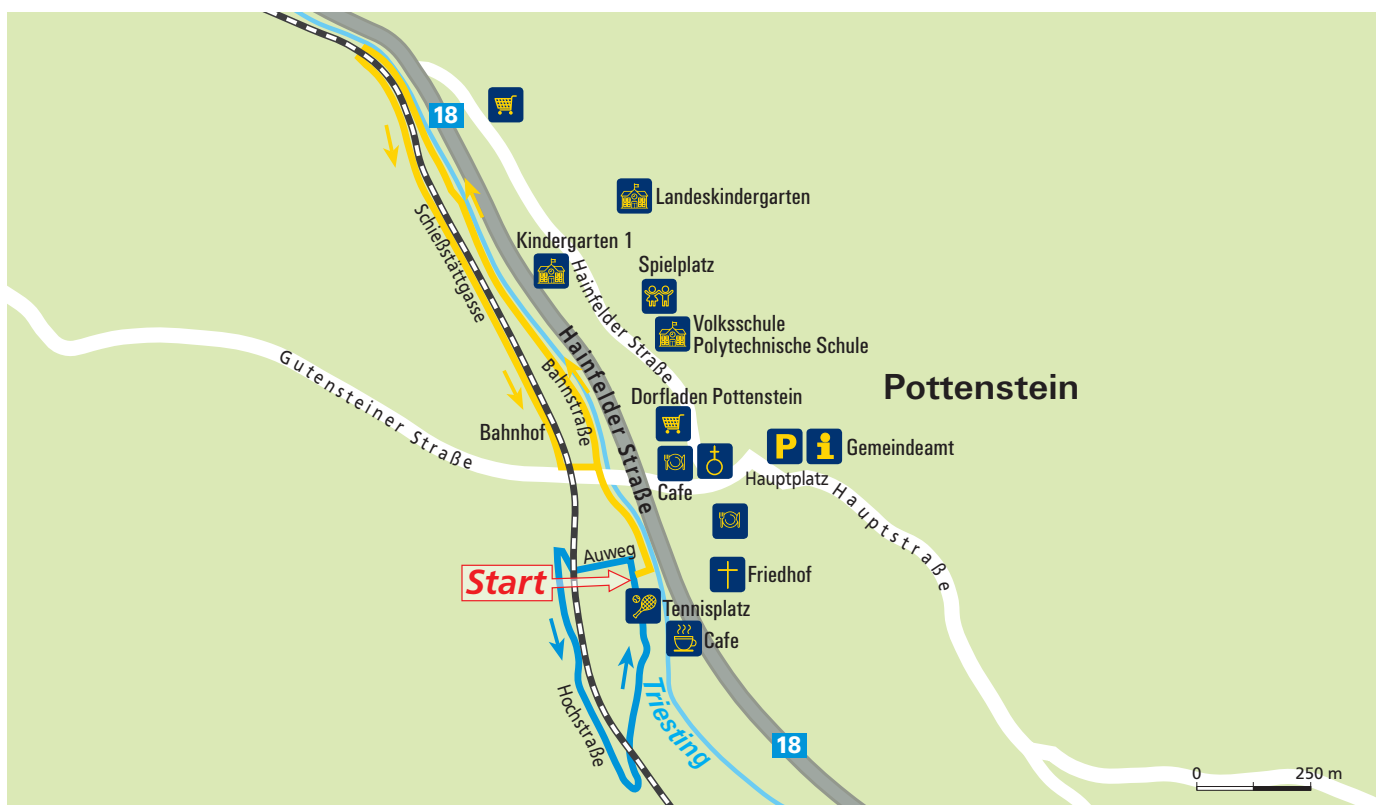 18
Landeskindergarten
Kindergarten 1
Hainfelder Straße
Spielplatz
Schießstättgasse
Volksschule
Polytechnische Schule
Hainfelder Straße
Bahnstraße
Pottenstein
Gutensteiner Straße
Dorfladen Pottenstein
Bahnhof
P
i
Gemeindeamt
Cafe
Hauptplatz
Hauptstraße
Auweg
Start
Friedhof
Tennisplatz
Cafe
Hochstraße
Triesting
18
0
250 m